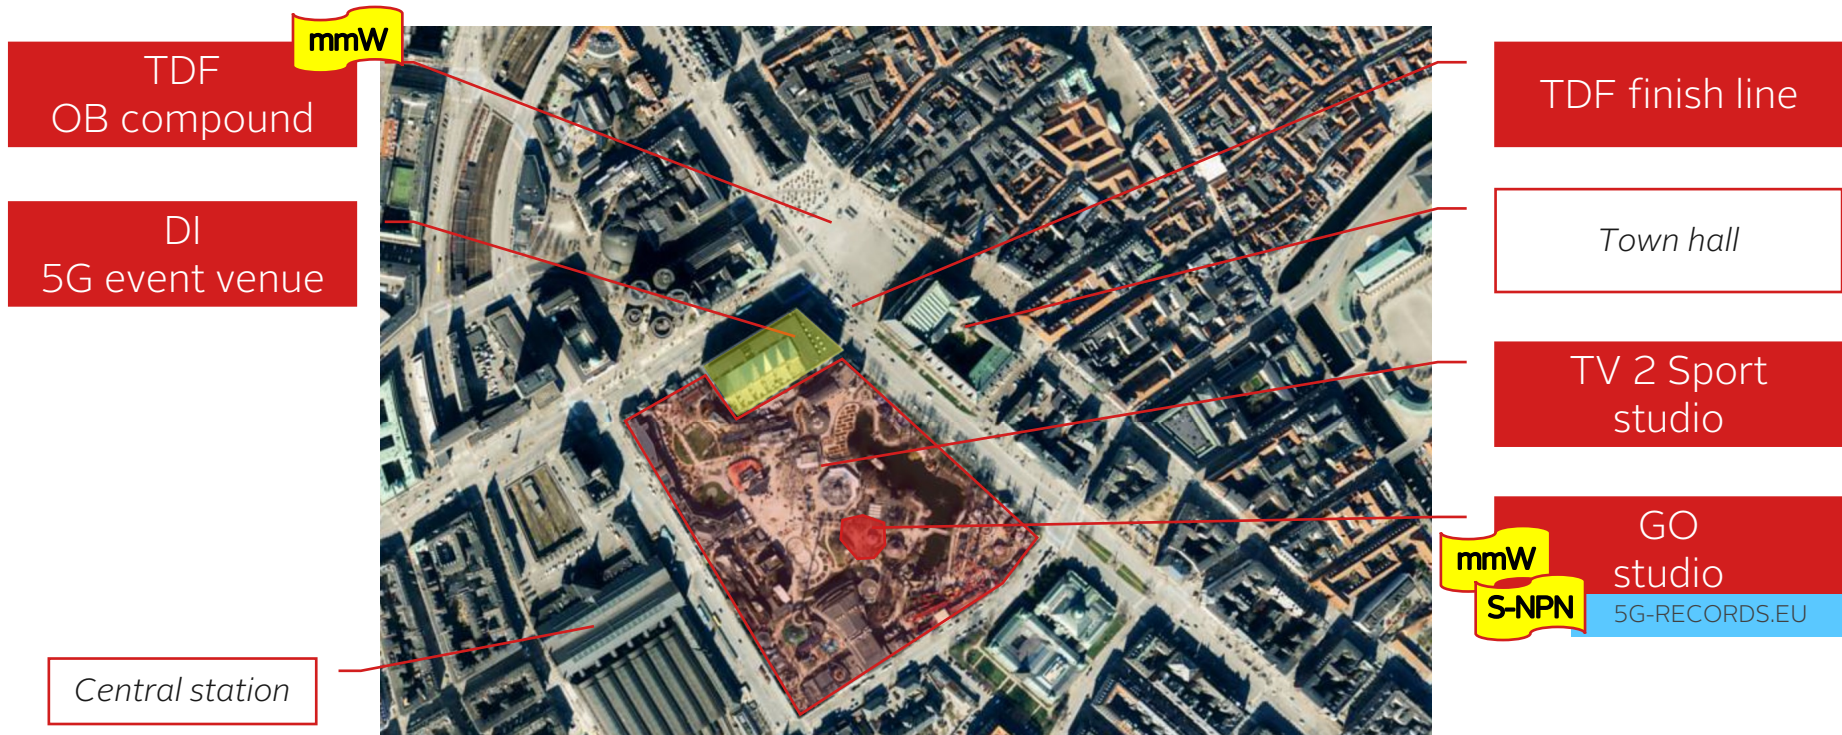 mmW
TDF
OB compound
DI
5G event venue
Central station
TDF finish line
Town hall
TV 2 Sport
studio
GO
studio
mmW
S-NPN
5G-RECORDS.EU